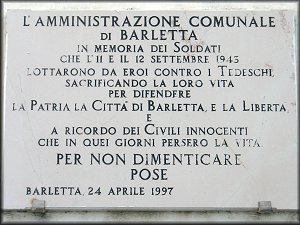 L'AMMINISTRAZIONE COMUNALE
DI BARLETTA
IN MEMORIA DEI SOLDATI
CHE L'11 E IL 12 SETTEMBRE 1943
LOTTARONO DA EROI CONTRO I TEDESCHI,
SACRIFICANDO LA LORO VITA
PER DIFENDERE
LA PATRIA LA CITTÀ DI BARLETTA, E LA LIBERTÀ
E
A RICORDO DEI CIVILI INNOCENTI
CHE IN QUEI GIORNI PERSERO LA VITA.
PER NON DIMENTICARE
POSE
BARLETTA, 24 APRILE 1997